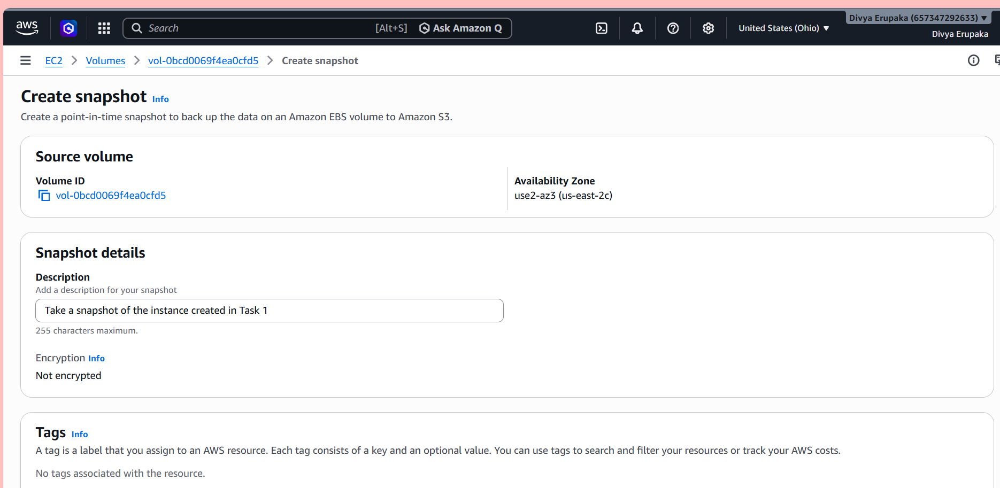 aws
Search [Alt+S] Ask Amazon Q
United States (Ohio) ▼
Divya Erupaka (657347292633) ▼
Divya Erupaka
EC2 > Volumes > vol-0bcd0069f4ea0cfd5 > Create snapshot
Create snapshot Info
Create a point-in-time snapshot to back up the data on an Amazon EBS volume to Amazon S3.
Source volume
Volume ID
vol-0bcd0069f4ea0cfd5
Availability Zone
use2-az3 (us-east-2c)
Snapshot details
Description
Add a description for your snapshot
Take a snapshot of the instance created in Task 1
255 characters maximum.
Encryption Info
Not encrypted
Tags Info
A tag is a label that you assign to an AWS resource. Each tag consists of a key and an optional value. You can use tags to search and filter your resources or track your AWS costs.
No tags associated with the resource.